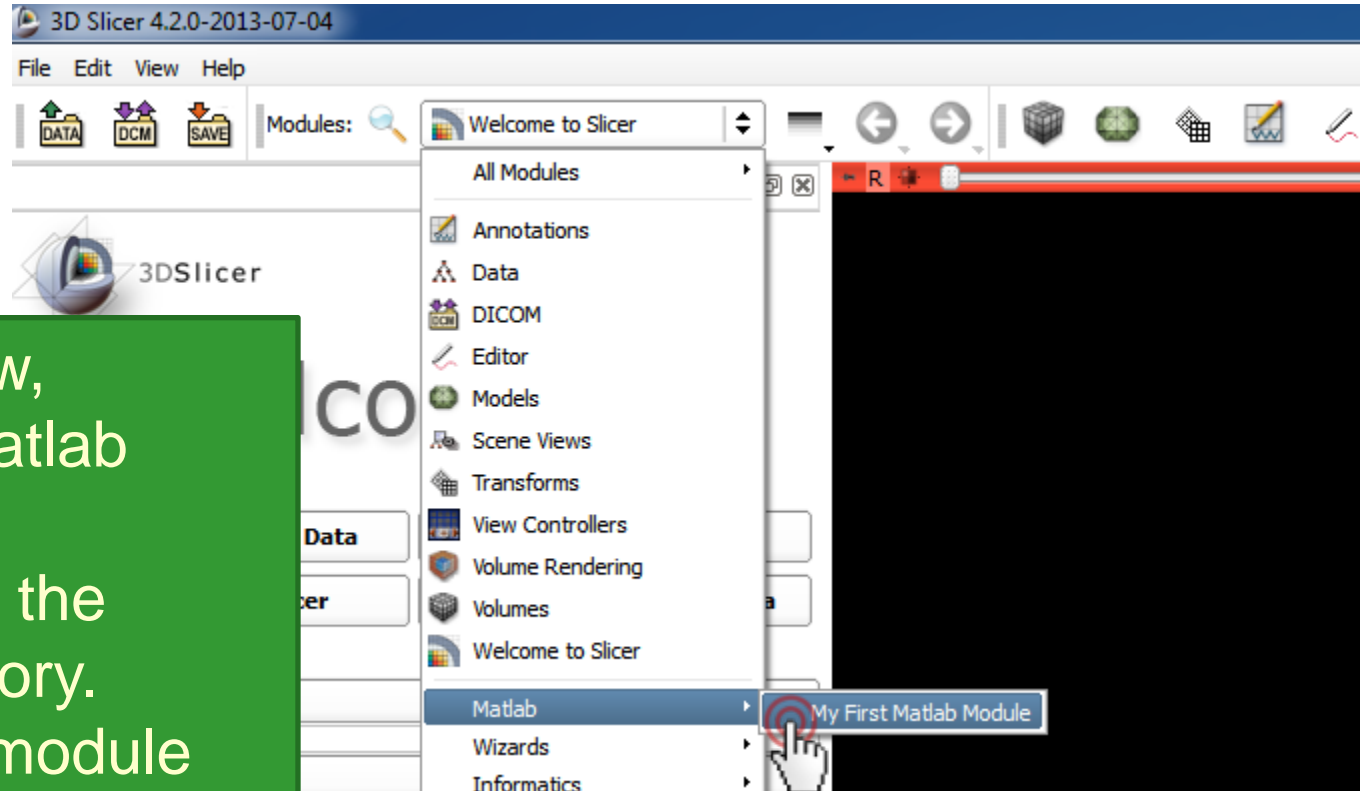 3D Slicer 4.2.0-2013-07-04
File Edit View Help
DATA DCM SAVE Modules: Welcome to Slicer
All Modules
R
Annotations
3DSlicer
Data
DICOM
DCM
Editor
Models
Scene Views
Transforms
View Controllers
Volume Rendering
Volumes
Welcome to Slicer
Matlab
My First Matlab Module
Wizards
Informatics
Data
atlab
the
ory.
module